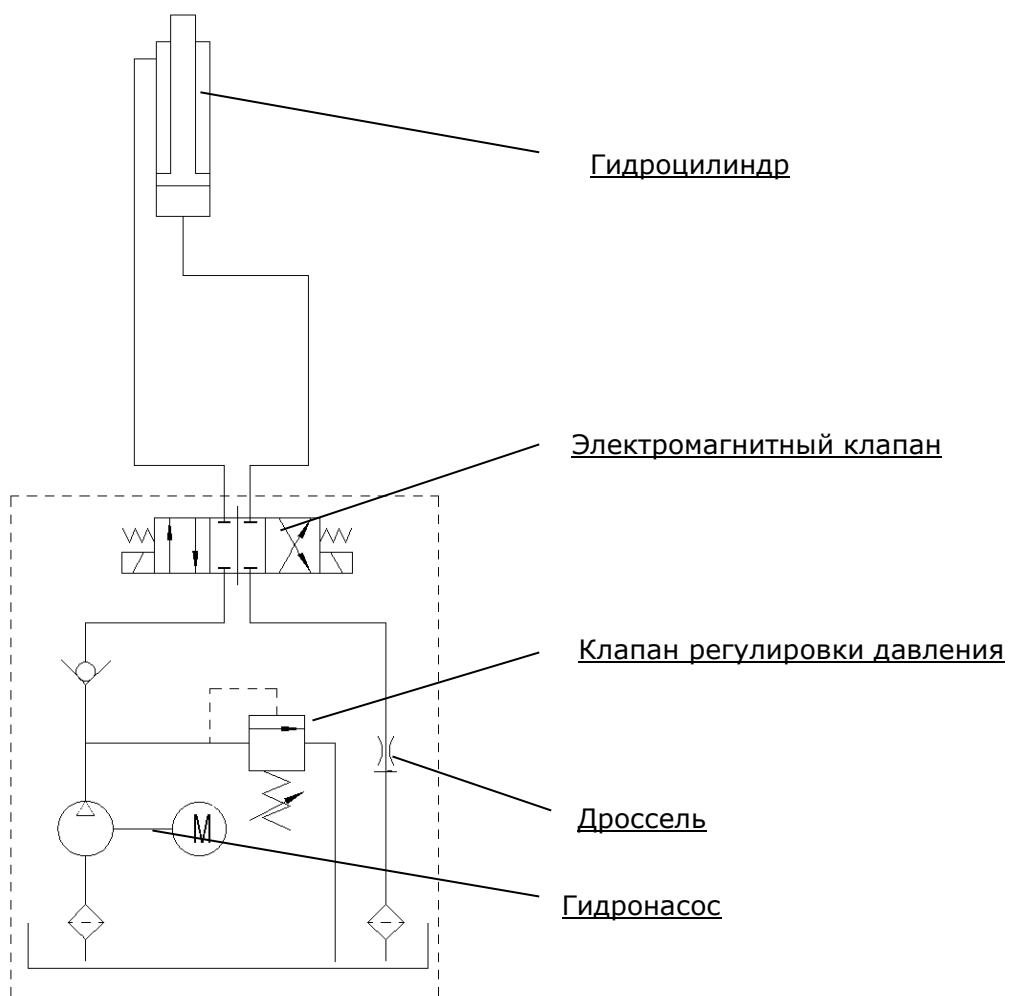 Гидроцилиндр
Электромагнитный клапан
Клапан регулировки давления
Дроссель
M
Гидронасос